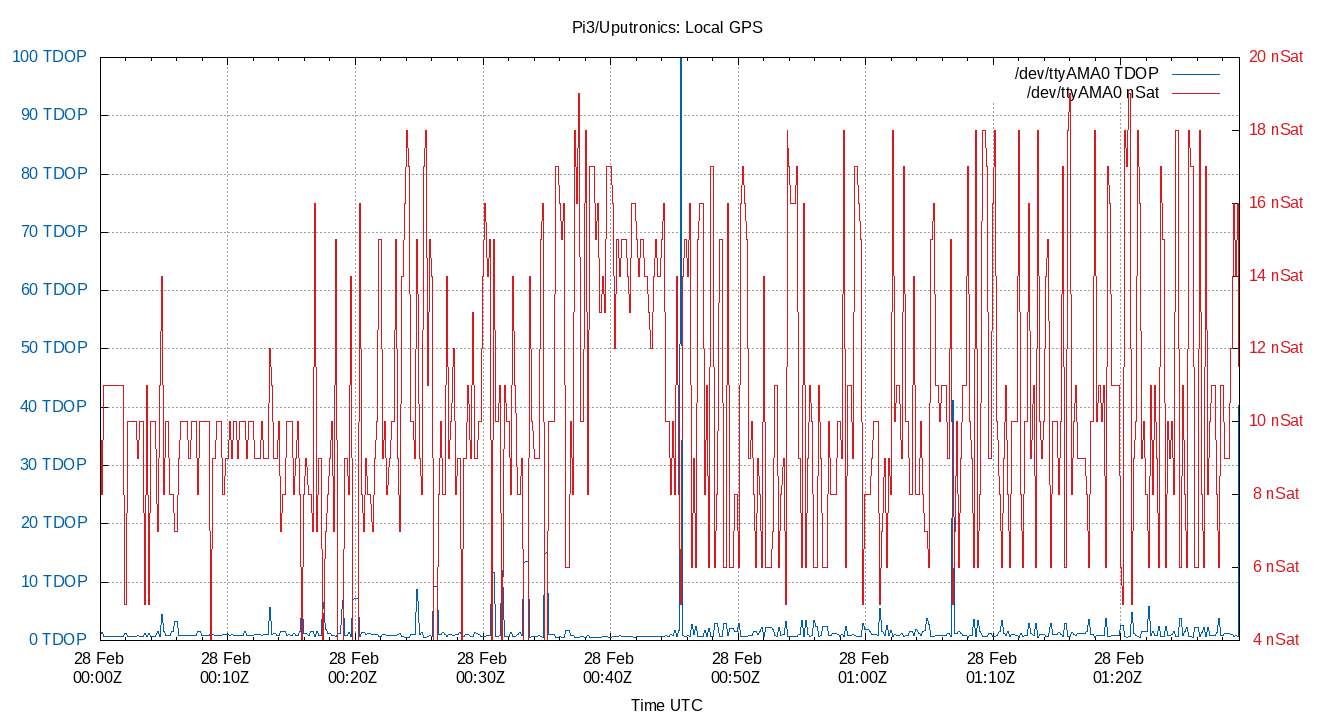 Pi3/Uputronics: Local GPS
100 TDOP
90 TDOP
80 TDOP
70 TDOP
60 TDOP
50 TDOP
40 TDOP
30 TDOP
20 TDOP
10 TDOP
0 TDOP
20 nSat
18 nSat
16 nSat
14 nSat
12 nSat
10 nSat
8 nSat
6 nSat
4 nSat
/dev/ttyAMA0 TDOP
/dev/ttyAMA0 nSat
28 Feb
00:00Z
28 Feb
00:10Z
28 Feb
00:20Z
28 Feb
00:30Z
28 Feb
00:40Z
28 Feb
00:50Z
28 Feb
01:00Z
28 Feb
01:10Z
28 Feb
01:20Z
Time UTC